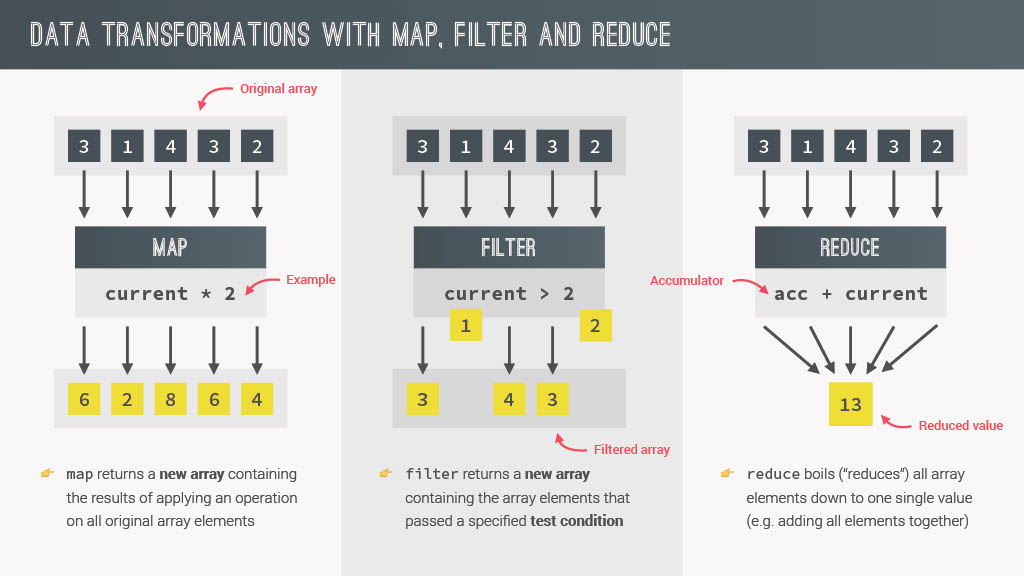 DATA TRANSFORMATIONS WITH MAP, FILTER AND REDUCE
Original array
3 1 4 3 2
MAP
current * 2
Example
6 2 8 6 4
map returns a new array containing
the results of applying an operation
on all original array elements
3 1 4 3 2
FILTER
current > 2
1 2
3 4 3
Filtered array
filter returns a new array
containing the array elements that
passed a specified test condition
3 1 4 3 2
REDUCE
Accumulator
acc + current
13
Reduced value
reduce boils (“reduces”) all array
elements down to one single value
(e.g. adding all elements together)